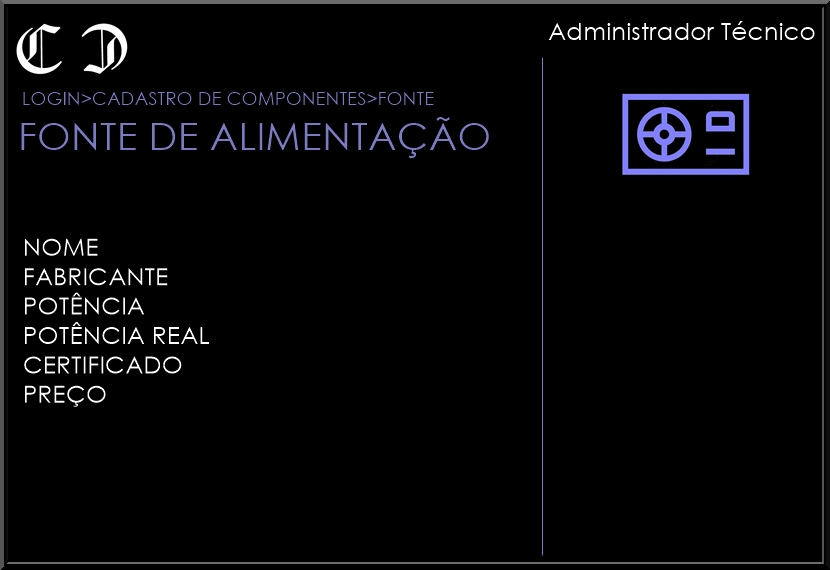 C D
Administrador Técnico
LOGIN>CADASTRO DE COMPONENTES>FONTE
FONTE DE ALIMENTAÇÃO
NOME
FABRICANTE
POTÊNCIA
POTÊNCIA REAL
CERTIFICADO
PREÇO